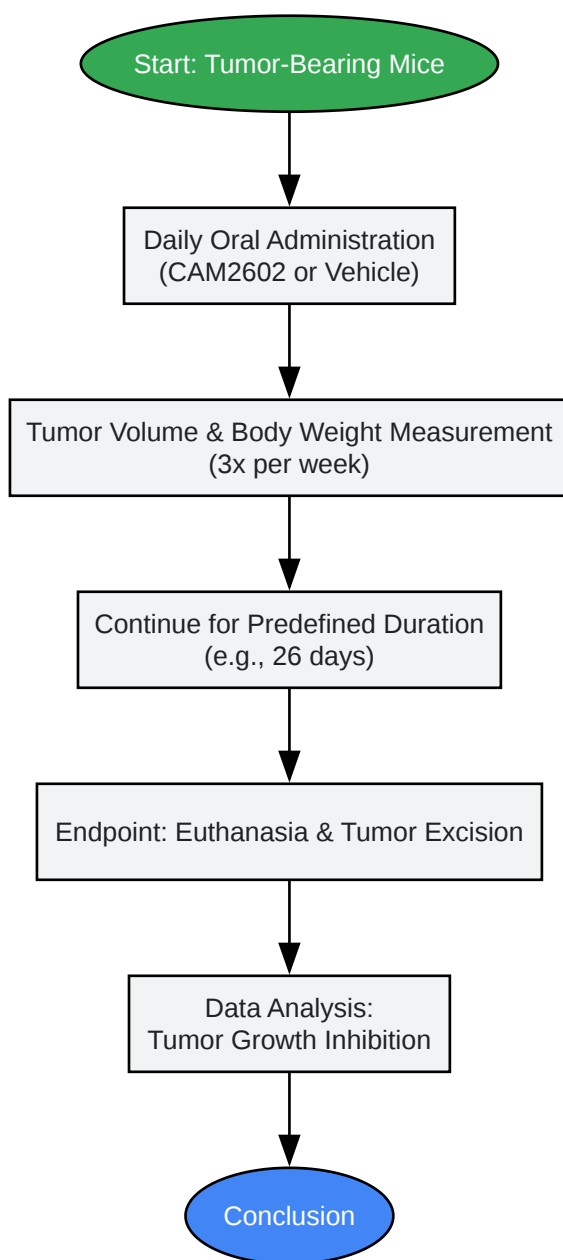 Start: Tumor-Bearing Mice
Daily Oral Administration
(CAM2602 or Vehicle)
Tumor Volume & Body Weight Measurement
(3x per week)
Continue for Predefined Duration
(e.g., 26 days)
Endpoint: Euthanasia & Tumor Excision
Data Analysis:
Tumor Growth Inhibition
Conclusion